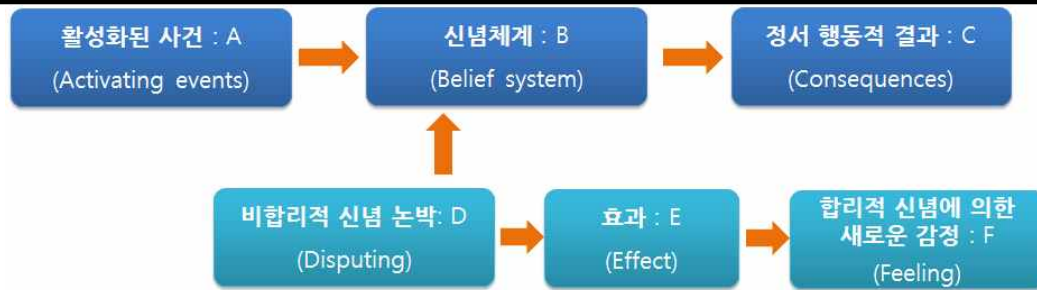 활성화된 사건 : A
(Activating events)
신념체계 : B
(Belief system)
정서 행동적 결과 : C
(Consequences)
비합리적 신념 논박: D
(Disputing)
효과 : E
(Effect)
합리적 신념에 의한
새로운 감정 : F
(Feeling)